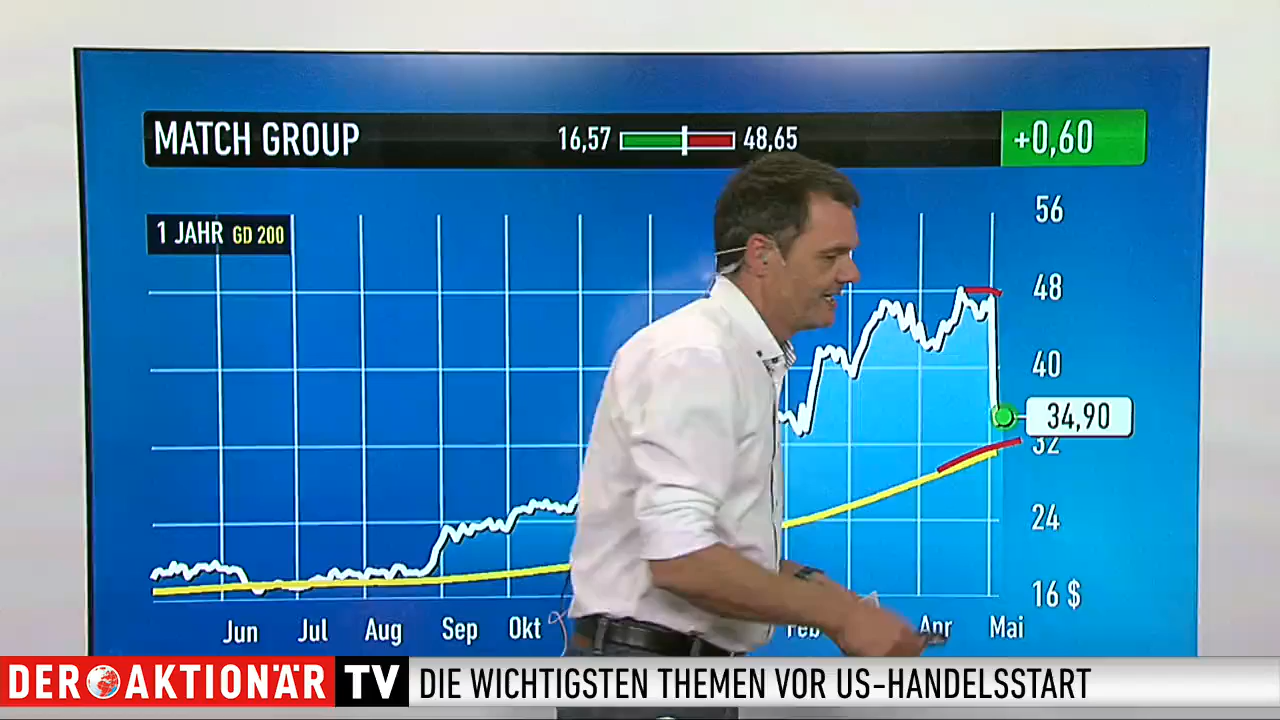 MATCH GROUP 16,57 48,65 +0,60
1 JAHR GD 200
56
48
40
34,90
32
24
16 $
Jun Jul Aug Sep Okt Feb Apr Mai
DER AKTIONÄR TV DIE WICHTIGSTEN THEMEN VOR US-HANDELSSTART